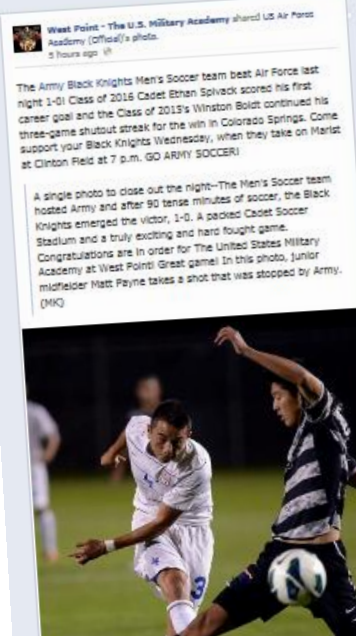 West Point - The U.S. Military Academy shared US Air Force
Academy (Official)'s photo.
5 hours ago
The Army Black Knights Men's Soccer team beat Air Force last
night 1-0! Class of 2016 Cadet Ethan Spivack scored his first
career goal and the Class of 2013's Winston Boldt continued his
three-game shutout streak for the win in Colorado Springs. Come
support your Black Knights Wednesday, when they take on Marist
at Clinton Field at 7 p.m. GO ARMY SOCCER!
A single photo to close out the night--The Men's Soccer team
hosted Army and after 90 tense minutes of soccer, the Black
Knights emerged the victor, 1-0. A packed Cadet Soccer
Stadium and a truly exciting and hard fought game.
Congratulations are in order for The United States Military
Academy at West Point! Great game! In this photo, junior
midfielder Matt Payne takes a shot that was stopped by Army.
(MK)
3